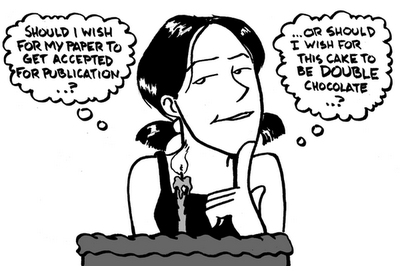 SHOULD I WISH
FOR MY PAPER TO
GET ACCEPTED
FOR PUBLICATION
..?
...OR SHOULD
I WISH FOR
THIS CAKE TO
BE DOUBLE
CHOCOLATE
..?